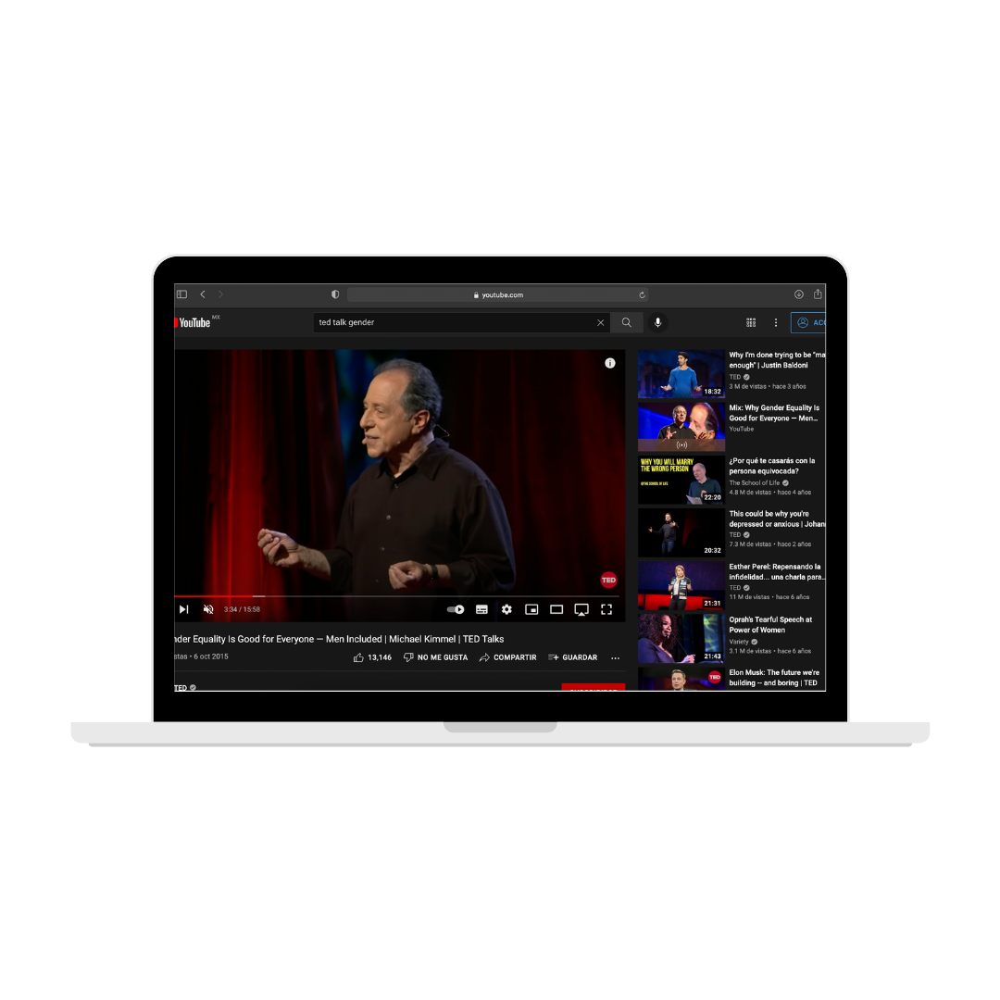 youtube.com
YouTube MX
ted talk gender
ACC
18:32
Why I'm done trying to be "ma
enough" | Justin Baldoni
TED
3 M de vistas • hace 3 años
Mix: Why Gender Equality Is
Good for Everyone — Men...
YouTube
WHY YOU WILL MARRY
THE WRONG PERSON
@THE SCHOOL OF LIFE
22:20
¿Por qué te casarás con la
persona equivocada?
The School of Life
4.8 M de vistas • hace 4 años
20:32
This could be why you're
depressed or anxious | Johan
TED
7.3 M de vistas • hace 2 años
21:31
Esther Perel: Repensando la
infidelidad... una charla para...
TED
11 M de vistas • hace 6 años
21:43
Oprah's Tearful Speech at
Power of Women
Variety
3.1 M de vistas • hace 6 años
TED
Elon Musk: The future we're
building -- and boring | TED
TED
3:34 / 15:58
nder Equality Is Good for Everyone — Men Included | Michael Kimmel | TED Talks
stas • 6 oct 2015
13,146 NO ME GUSTA COMPARTIR GUARDAR
TED